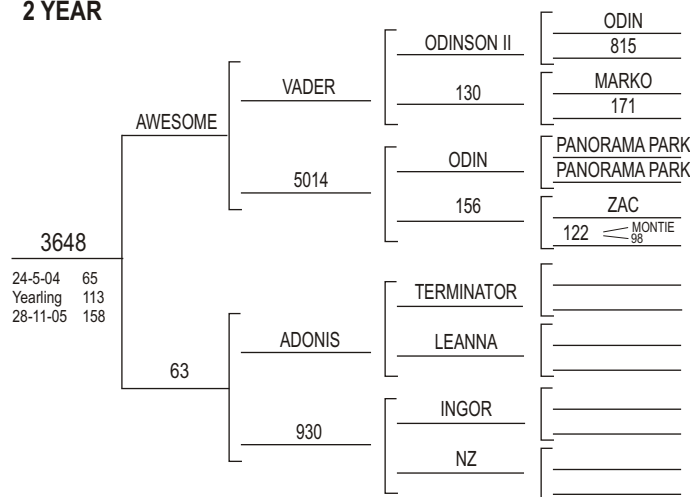 2 YEAR
ODIN
ODINSON II
815
VADER
MARKO
130
171
AWESOME
PANORAMA PARK
ODIN
PANORAMA PARK
5014
156
ZAC
122 MONTIE
98
3648
24-5-04 65
Yearling 113
28-11-05 158
TERMINATOR
ADONIS
LEANNA
63
INGOR
930
NZ